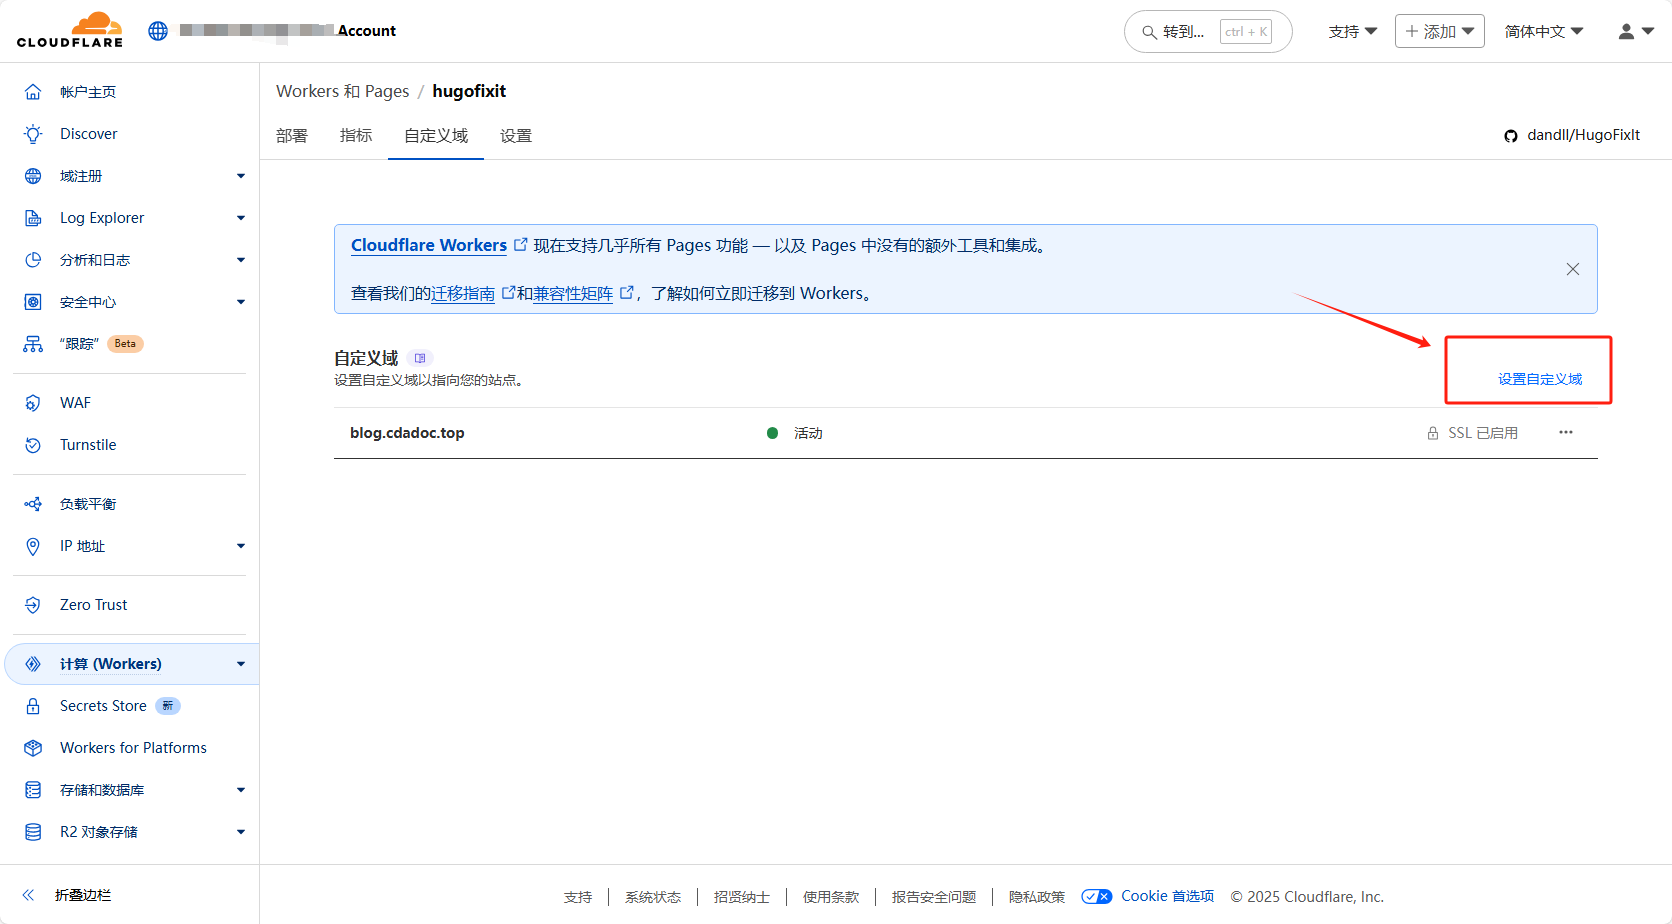 CLOUDFLARE
Account
转到... ctrl + K
支持
添加
简体中文
帐户主页
Discover
域注册
Log Explorer
分析和日志
安全中心
“跟踪” Beta
WAF
Turnstile
负载平衡
IP 地址
Zero Trust
计算 (Workers)
Secrets Store 新
Workers for Platforms
存储和数据库
R2 对象存储
折叠边栏
Workers 和 Pages / hugofixit
部署 指标 自定义域 设置
dandll/HugoFixIt
Cloudflare Workers 现在支持几乎所有 Pages 功能 — 以及 Pages 中没有的额外工具和集成。
查看我们的迁移指南和兼容性矩阵，了解如何立即迁移到 Workers。
自定义域
设置自定义域以指向您的站点。
设置自定义域
blog.cdadoc.top 活动 SSL 已启用 ...
支持 系统状态 招贤纳士 使用条款 报告安全问题 隐私政策 Cookie 首选项 © 2025 Cloudflare, Inc.